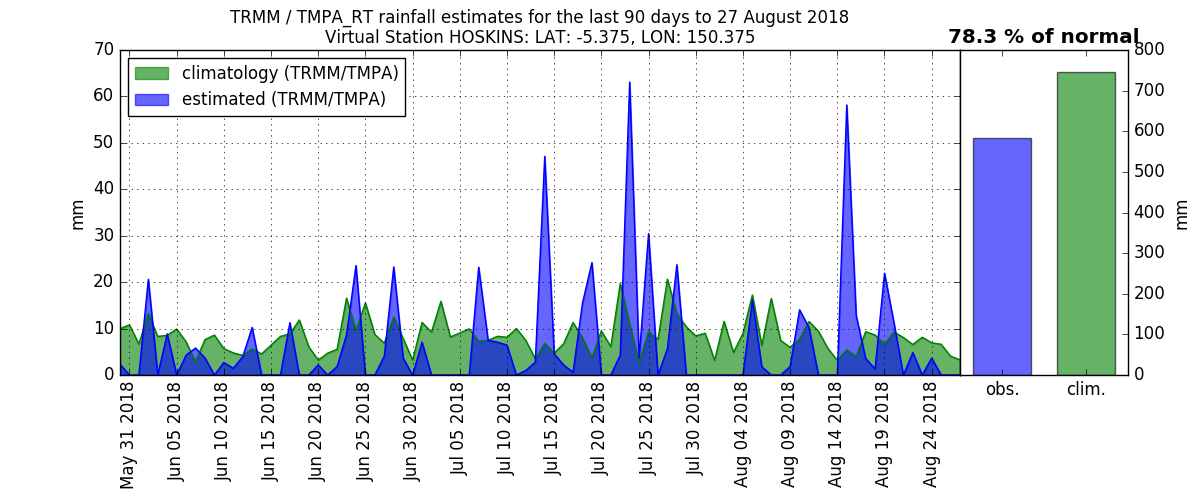 TRMM / TMPA_RT rainfall estimates for the last 90 days to 27 August 2018
Virtual Station HOSKINS: LAT: -5.375, LON: 150.375
78.3 % of normal
climatology (TRMM/TMPA)
estimated (TRMM/TMPA)
70
60
50
40
30
20
10
0
mm
May 31 2018
Jun 05 2018
Jun 10 2018
Jun 15 2018
Jun 20 2018
Jun 25 2018
Jun 30 2018
Jul 05 2018
Jul 10 2018
Jul 15 2018
Jul 20 2018
Jul 25 2018
Jul 30 2018
Aug 04 2018
Aug 09 2018
Aug 14 2018
Aug 19 2018
Aug 24 2018
obs.
clim.
800
700
600
500
400
300
200
100
0
mm